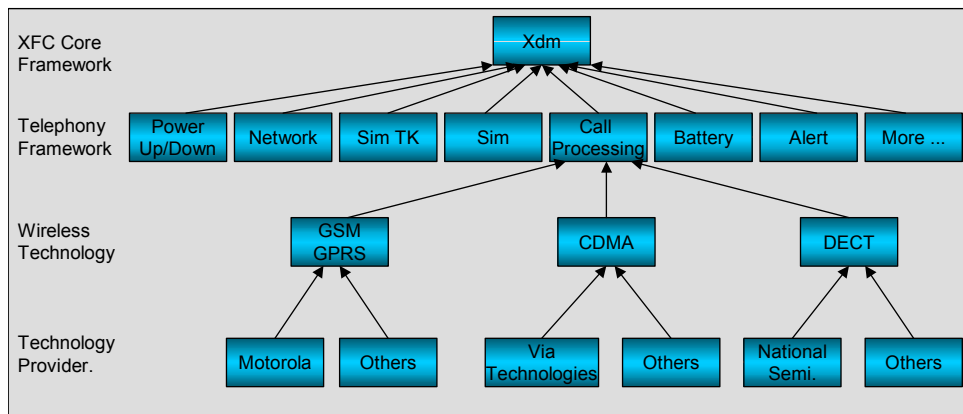 XFC Core
Framework
Xdm
Telephony
Framework
Power
Up/Down
Network
Sim TK
Sim
Call
Processing
Battery
Alert
More ...
Wireless
Technology
GSM
GPRS
CDMA
DECT
Technology
Provider.
Motorola
Others
Via
Technologies
Others
National
Semi.
Others